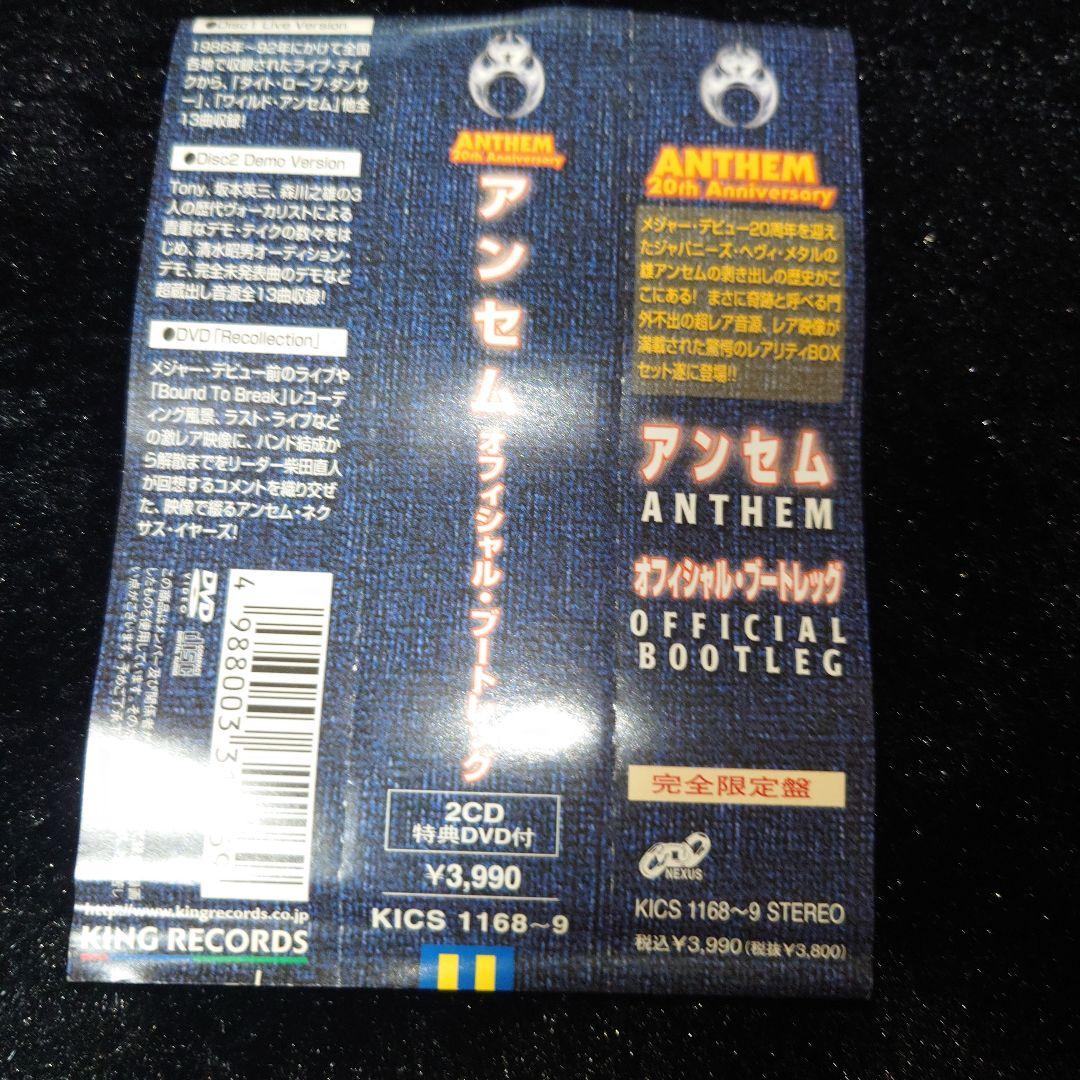 ●Disc1 Live Version
1986年～92年にかけて全国
各地で収録されたライブ・テイ
クから、「タイト・ロープ・ダンサ
ー」、「ワイルド・アンセム」他全
13曲収録!
●Disc2 Demo Version
Tony、坂本英三、森川之雄の3
人の歴代ヴォーカリストによる
貴重なデモ・テイクの数々をは
じめ、清水昭男オーディション・
デモ、完全未発表曲のデモなど
超蔵出し音源全13曲収録!
●DVD「Recollection」
メジャー・デビュー前のライブや
「Bound To Break」レコーデ
ィング風景、ラスト・ライブなど
の激レア映像に、バンド結成か
ら解散までをリーダー柴田直人
が回想するコメントを織り交ぜ
た、映像で綴るアンセム・ネク
サス・イヤーズ!
DVD
VIDEO
disc
4 988003 3
http://www.kingrecords.co.jp
KING RECORDS
ANTHEM
20th Anniversary
アンセム オフィシャル・ブートレッグ
2CD
特典DVD付
¥3,990
KICS 1168～9
ANTHEM
20th Anniversary
メジャー・デビュー20周年を迎え
たジャパニーズ・ヘヴィ・メタルの
雄アンセムの剥き出しの歴史がこ
こにある! まさに奇跡と呼べる門
外不出の超レア音源、レア映像が
満載された驚愕のレアリティBOX
セット遂に登場!!
アンセム
ANTHEM
オフィシャル・ブートレッグ
OFFICIAL
BOOTLEG
完全限定盤
NEXUS
KICS 1168～9 STEREO
税込¥3,990(税抜¥3,800)